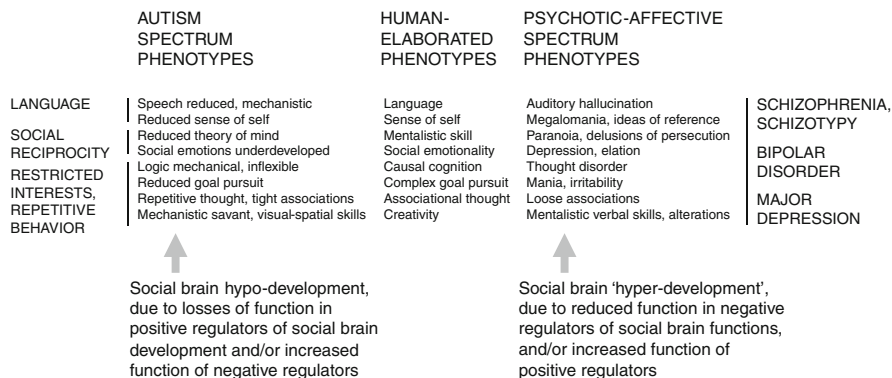 AUTISM
SPECTRUM
PHENOTYPES
HUMAN-
ELABORATED
PHENOTYPES
PSYCHOTIC-AFFECTIVE
SPECTRUM
PHENOTYPES
LANGUAGE
SOCIAL
RECIPROCITY
RESTRICTED
INTERESTS,
REPETITIVE
BEHAVIOR
Speech reduced, mechanistic
Reduced sense of self
Reduced theory of mind
Social emotions underdeveloped
Logic mechanical, inflexible
Reduced goal pursuit
Repetitive thought, tight associations
Mechanistic savant, visual-spatial skills
Language
Sense of self
Mentalistic skill
Social emotionality
Causal cognition
Complex goal pursuit
Associational thought
Creativity
Auditory hallucination
Megalomania, ideas of reference
Paranoia, delusions of persecution
Depression, elation
Thought disorder
Mania, irritability
Loose associations
Mentalistic verbal skills, alterations
SCHIZOPHRENIA,
SCHIZOTYPY
BIPOLAR
DISORDER
MAJOR
DEPRESSION
Social brain hypo-development,
due to losses of function in
positive regulators of social brain
development and/or increased
function of negative regulators
Social brain ‘hyper-development’,
due to reduced function in negative
regulators of social brain functions,
and/or increased function of
positive regulators